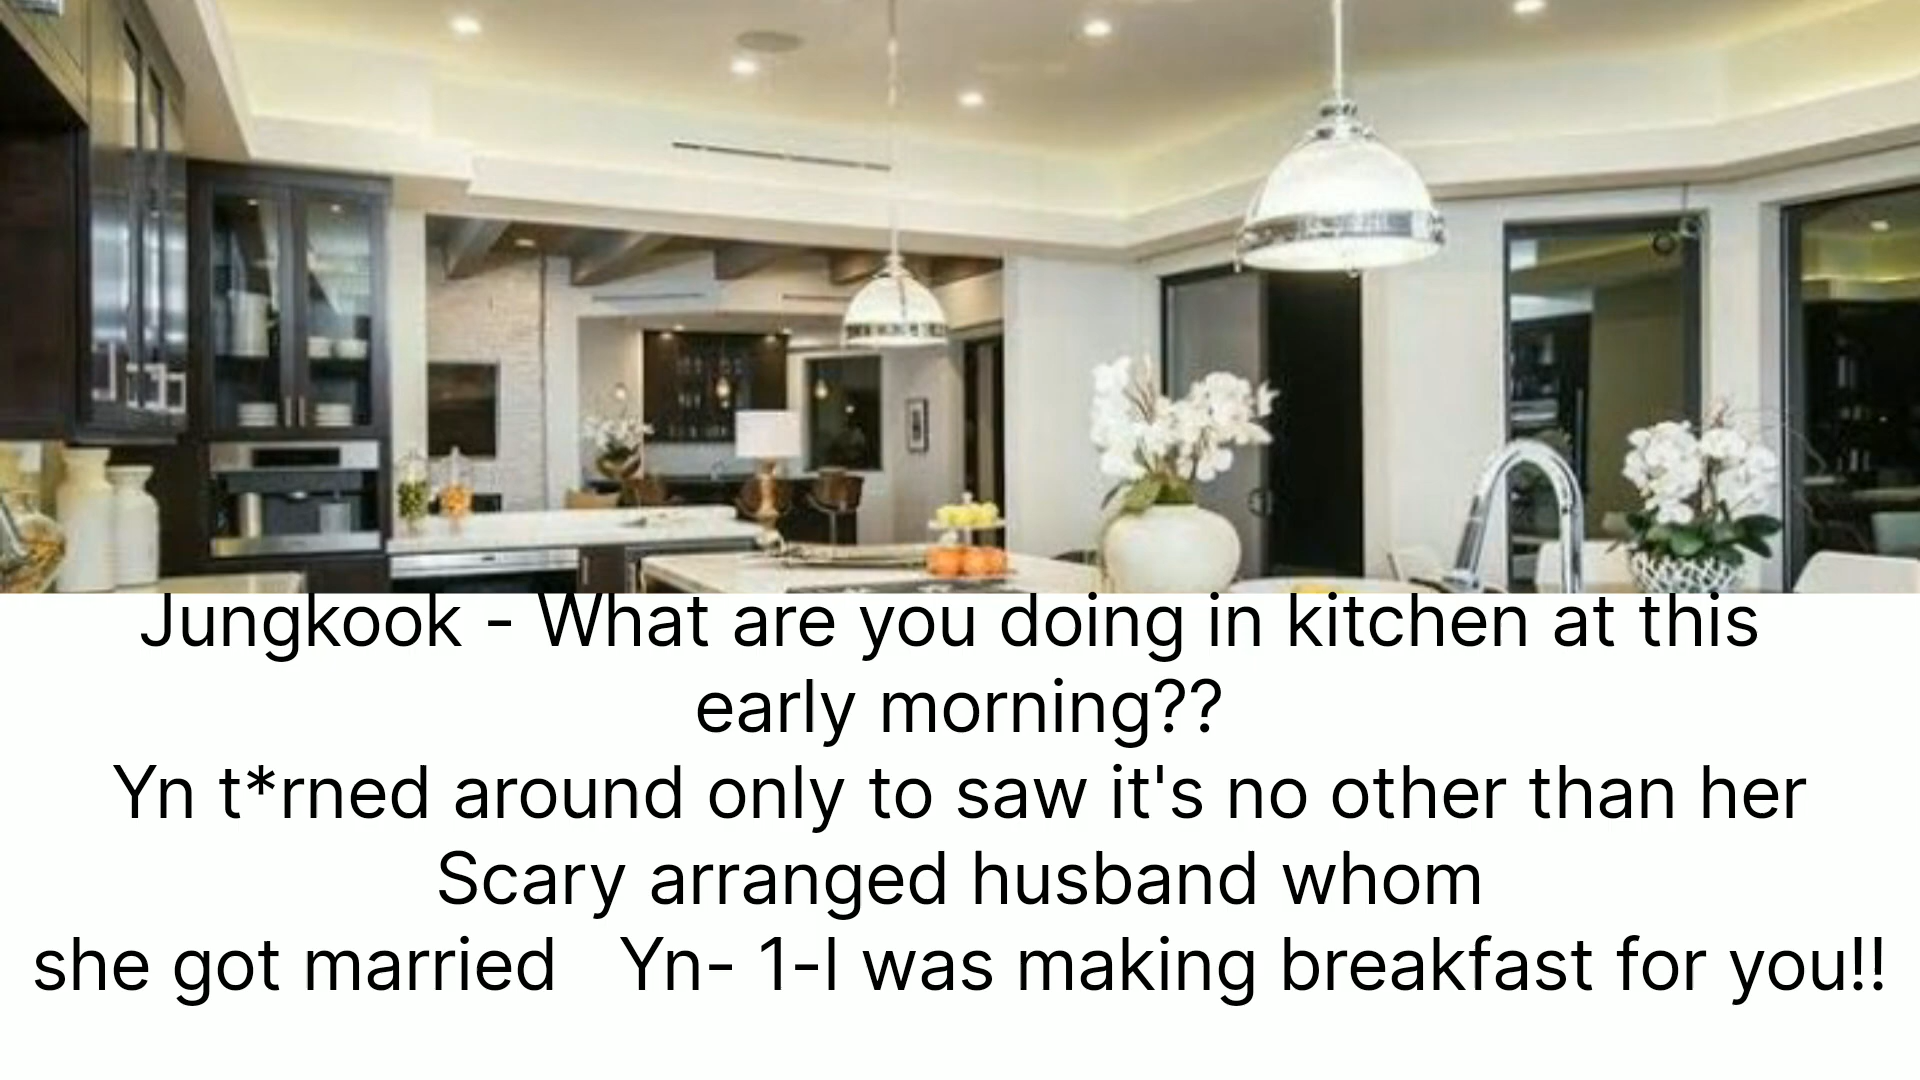 Jungkook - What are you doing in kitchen at this
early morning??
Yn t*rned around only to saw it's no other than her
Scary arranged husband whom
she got married   Yn- 1-I was making breakfast for you!!